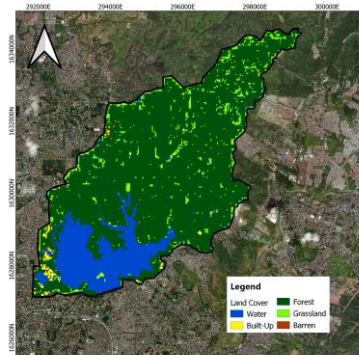 292000E 294000E 296000E 298000E 300000E
1634000N
1632000N
1630000N
1628000N
1626000N
Legend
Land Cover
Water
Built-Up
Forest
Grassland
Barren